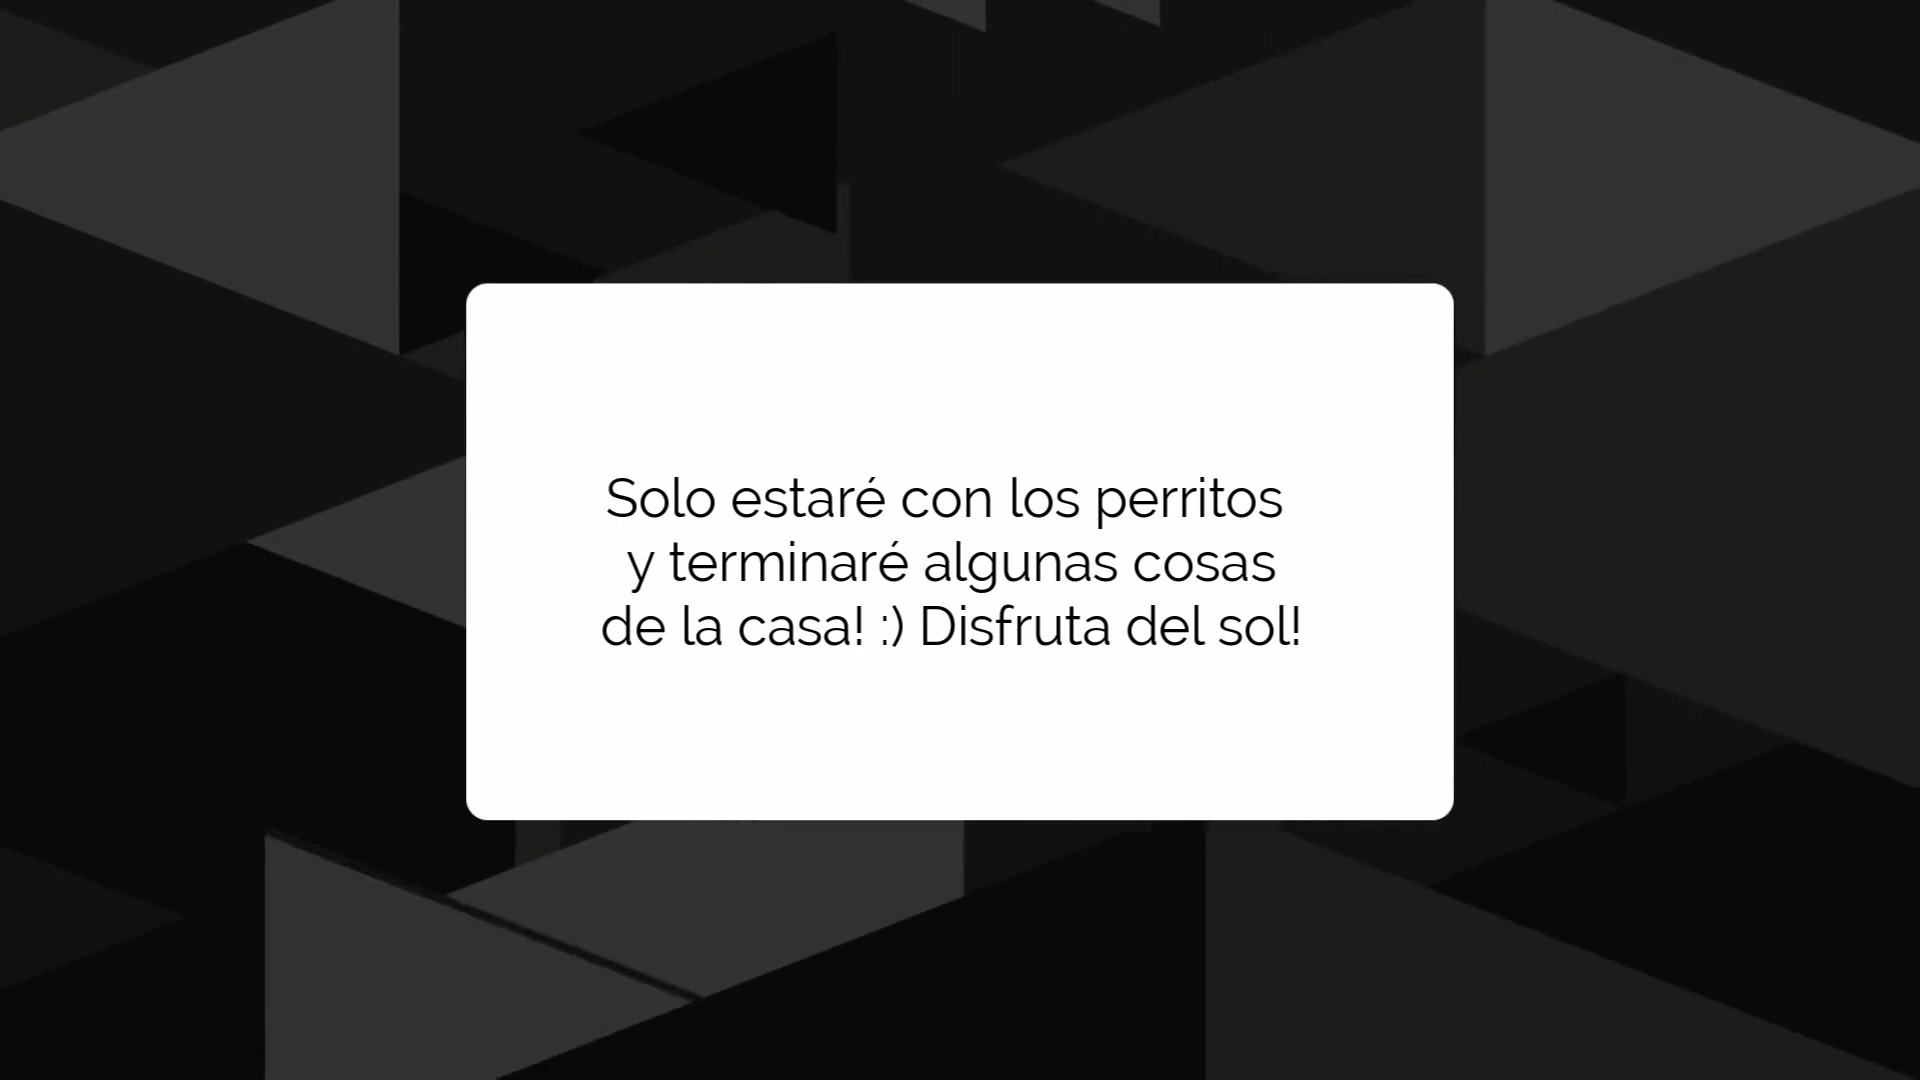 Solo estaré con los perritos
y terminaré algunas cosas
de la casa! :) Disfruta del sol!